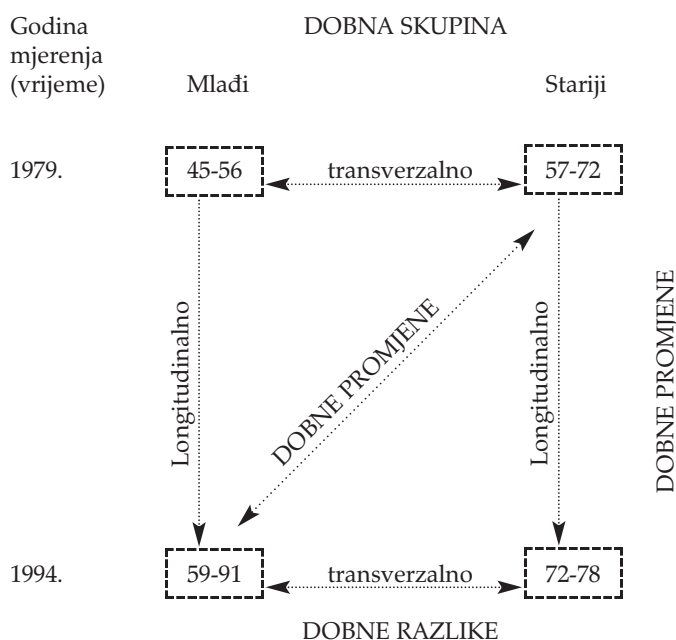 Godina
mjerenja
(vrijeme)
DOBNA SKUPINA
Mlađi
Stariji
1979.
45-56
transverzalno
57-72
Longitudinalno
DOBNE PROMJENE
Longitudinalno
DOBNE PROMJENE
1994.
59-91
transverzalno
72-78
DOBNE RAZLIKE